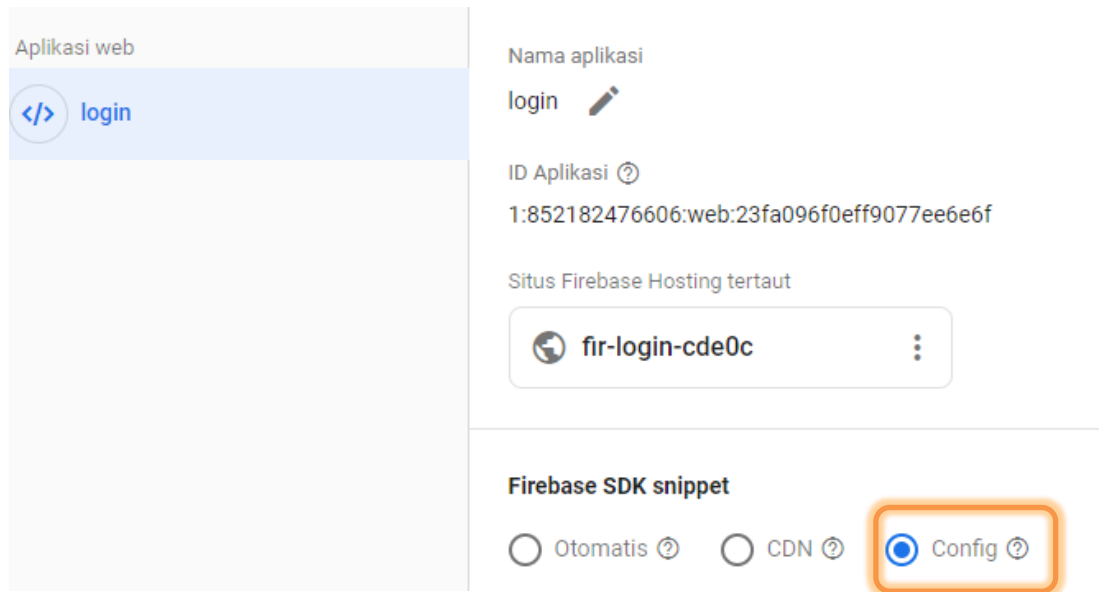 Aplikasi web
</> login
Nama aplikasi
login
ID Aplikasi
1:852182476606:web:23fa096f0eff9077ee6e6f
Situs Firebase Hosting tertaut
fir-login-cde0c
Firebase SDK snippet
Otomatis CDN Config